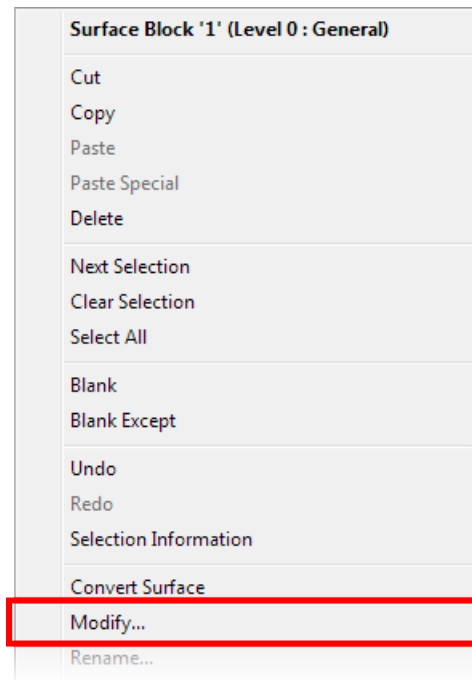 Surface Block '1' (Level 0 : General)
Cut
Copy
Paste
Paste Special
Delete
Next Selection
Clear Selection
Select All
Blank
Blank Except
Undo
Redo
Selection Information
Convert Surface
Modify...
Rename...